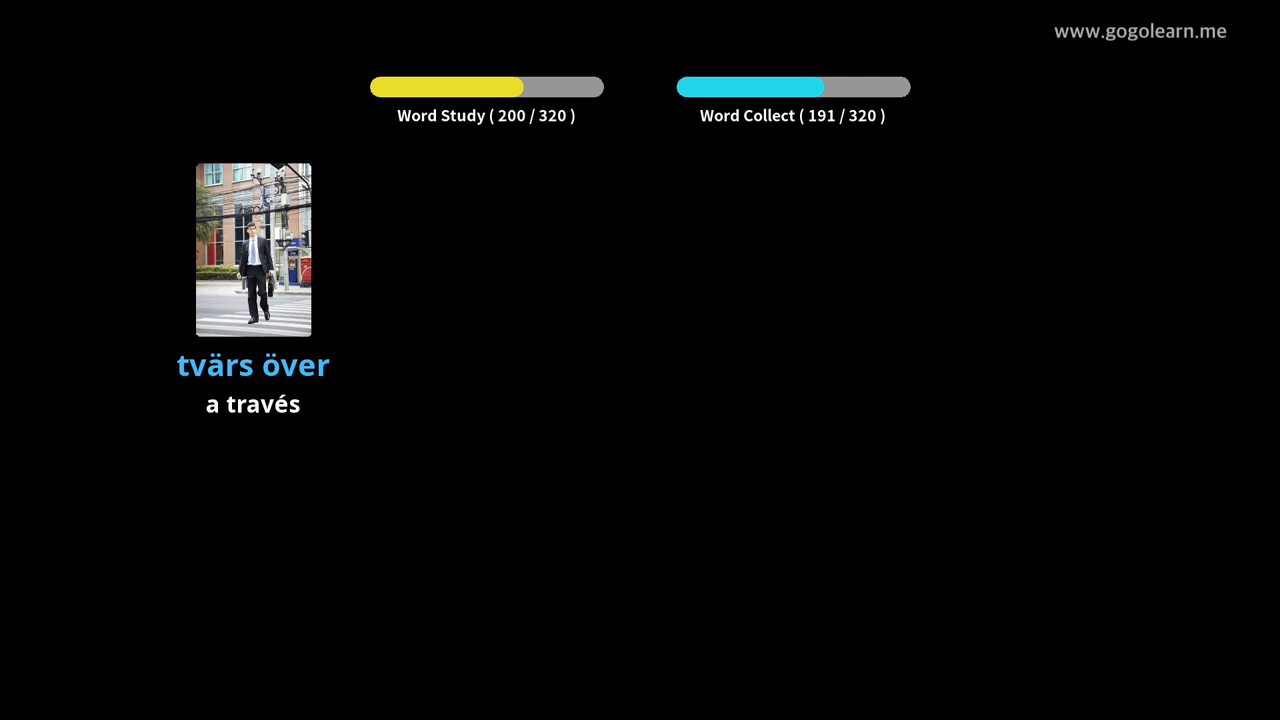 www.gogolearn.me
Word Study ( 200 / 320 )
Word Collect ( 191 / 320 )
tvärs över
a través